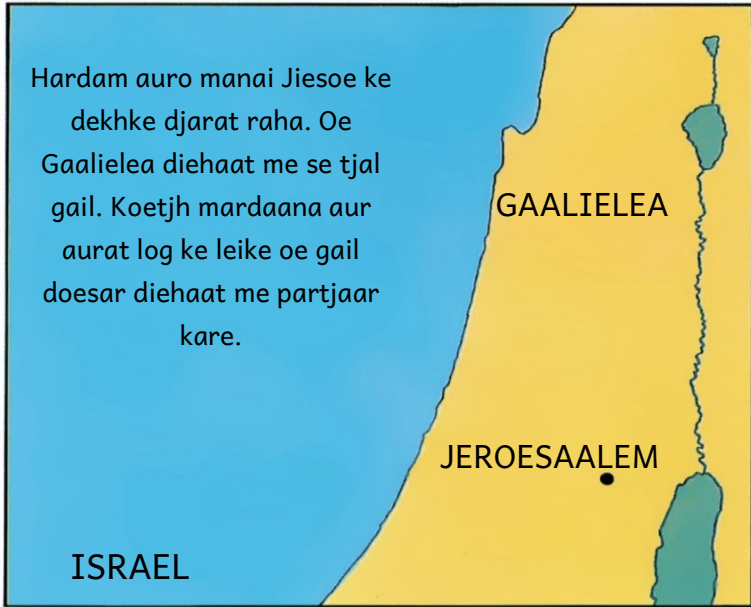 Hardam auro manai Jiesoe ke
dekhke djarat raha. Oe
Gaalielea diehaat me se tjal
gail. Koetjh mardaana aur
aurat log ke leike oe gail
doesar diehaat me partjaar
kare.
GAALIELEA
JEROESAALEM
ISRAEL